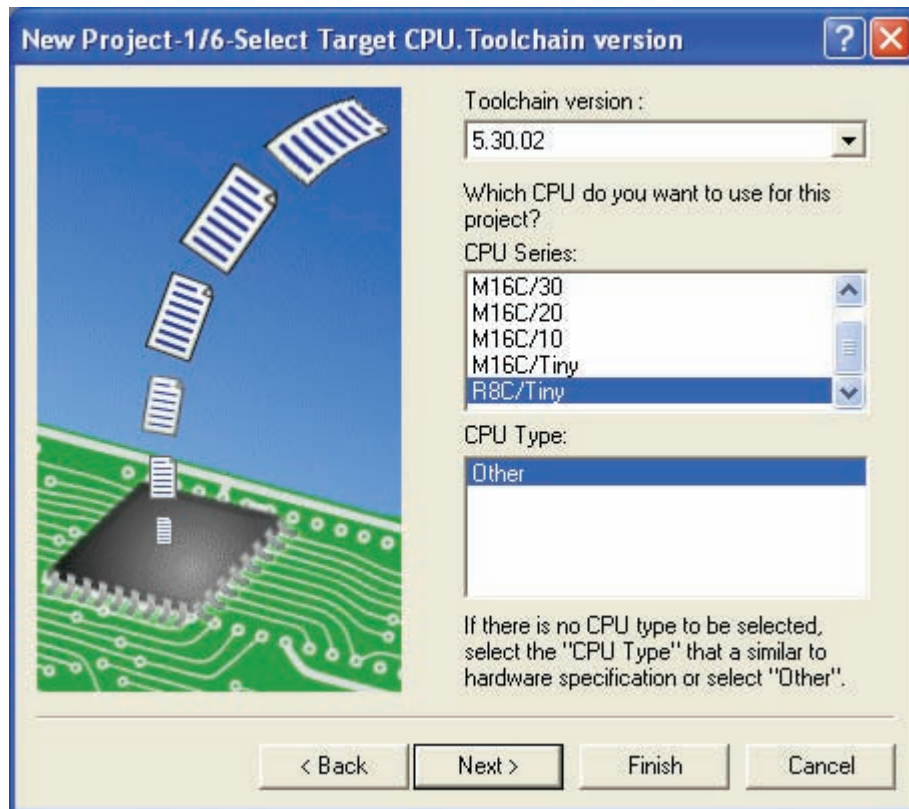 New Project-1/6-Select Target CPU.Toolchain version
Toolchain version :
5.30.02
Which CPU do you want to use for this
project?
CPU Series:
M16C/30
M16C/20
M16C/10
M16C/Tiny
R8C/Tiny
CPU Type:
Other
If there is no CPU type to be selected,
select the "CPU Type" that a similar to
hardware specification or select "Other".
< Back
Next >
Finish
Cancel